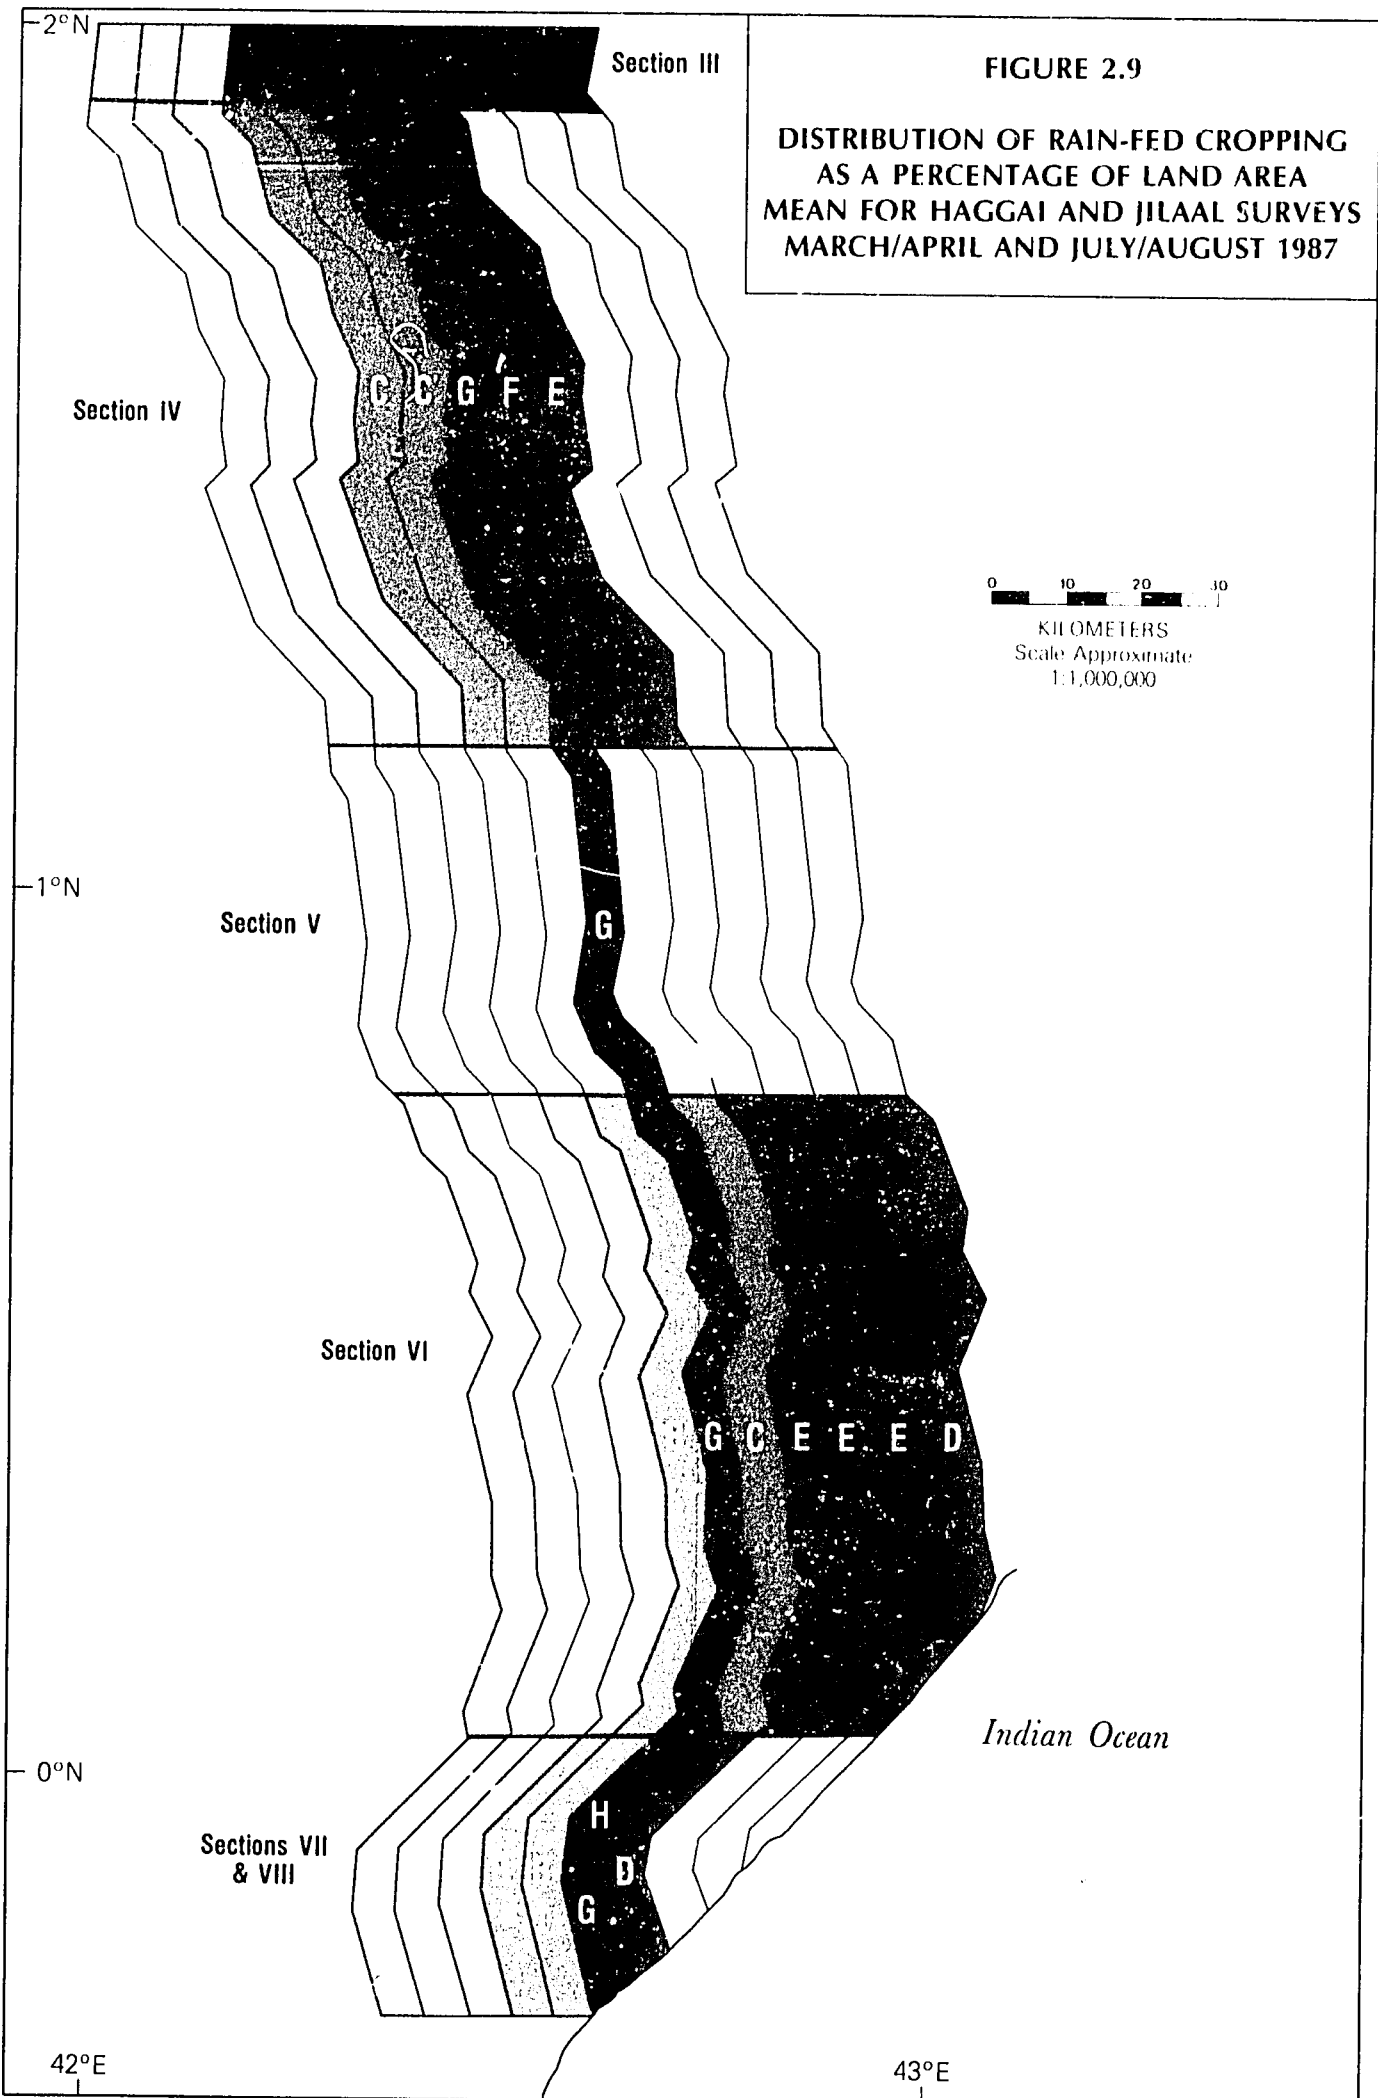 2°N
Section III
FIGURE 2.9
DISTRIBUTION OF RAIN-FED CROPPING
AS A PERCENTAGE OF LAND AREA
MEAN FOR HAGGAI AND JILAAL SURVEYS
MARCH/APRIL AND JULY/AUGUST 1987
Section IV
C C G F E
0 10 20 30
KILOMETERS
Scale Approximate
1:1,000,000
1°N
Section V
G
Section VI
G C E E E D
Indian Ocean
0°N
H
Sections VII
& VIII
D
G
42°E
43°E